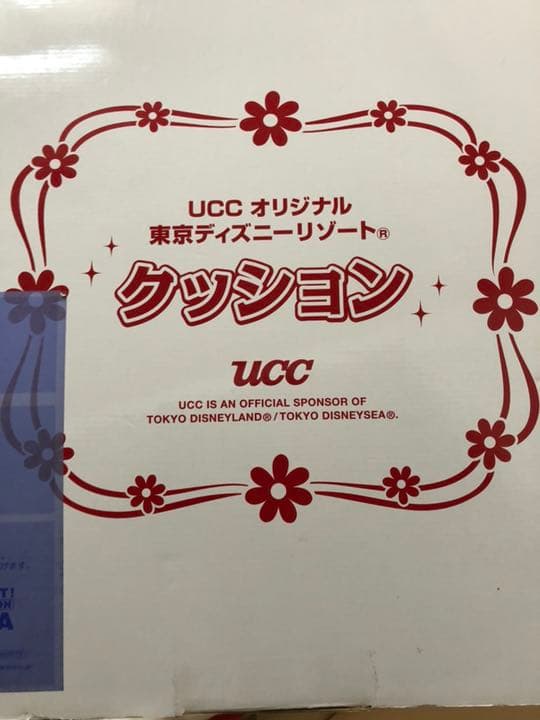 UCC オリジナル
東京ディズニーリゾート®
クッション
UCC
UCC IS AN OFFICIAL SPONSOR OF
TOKYO DISNEYLAND®/TOKYO DISNEYSEA®.